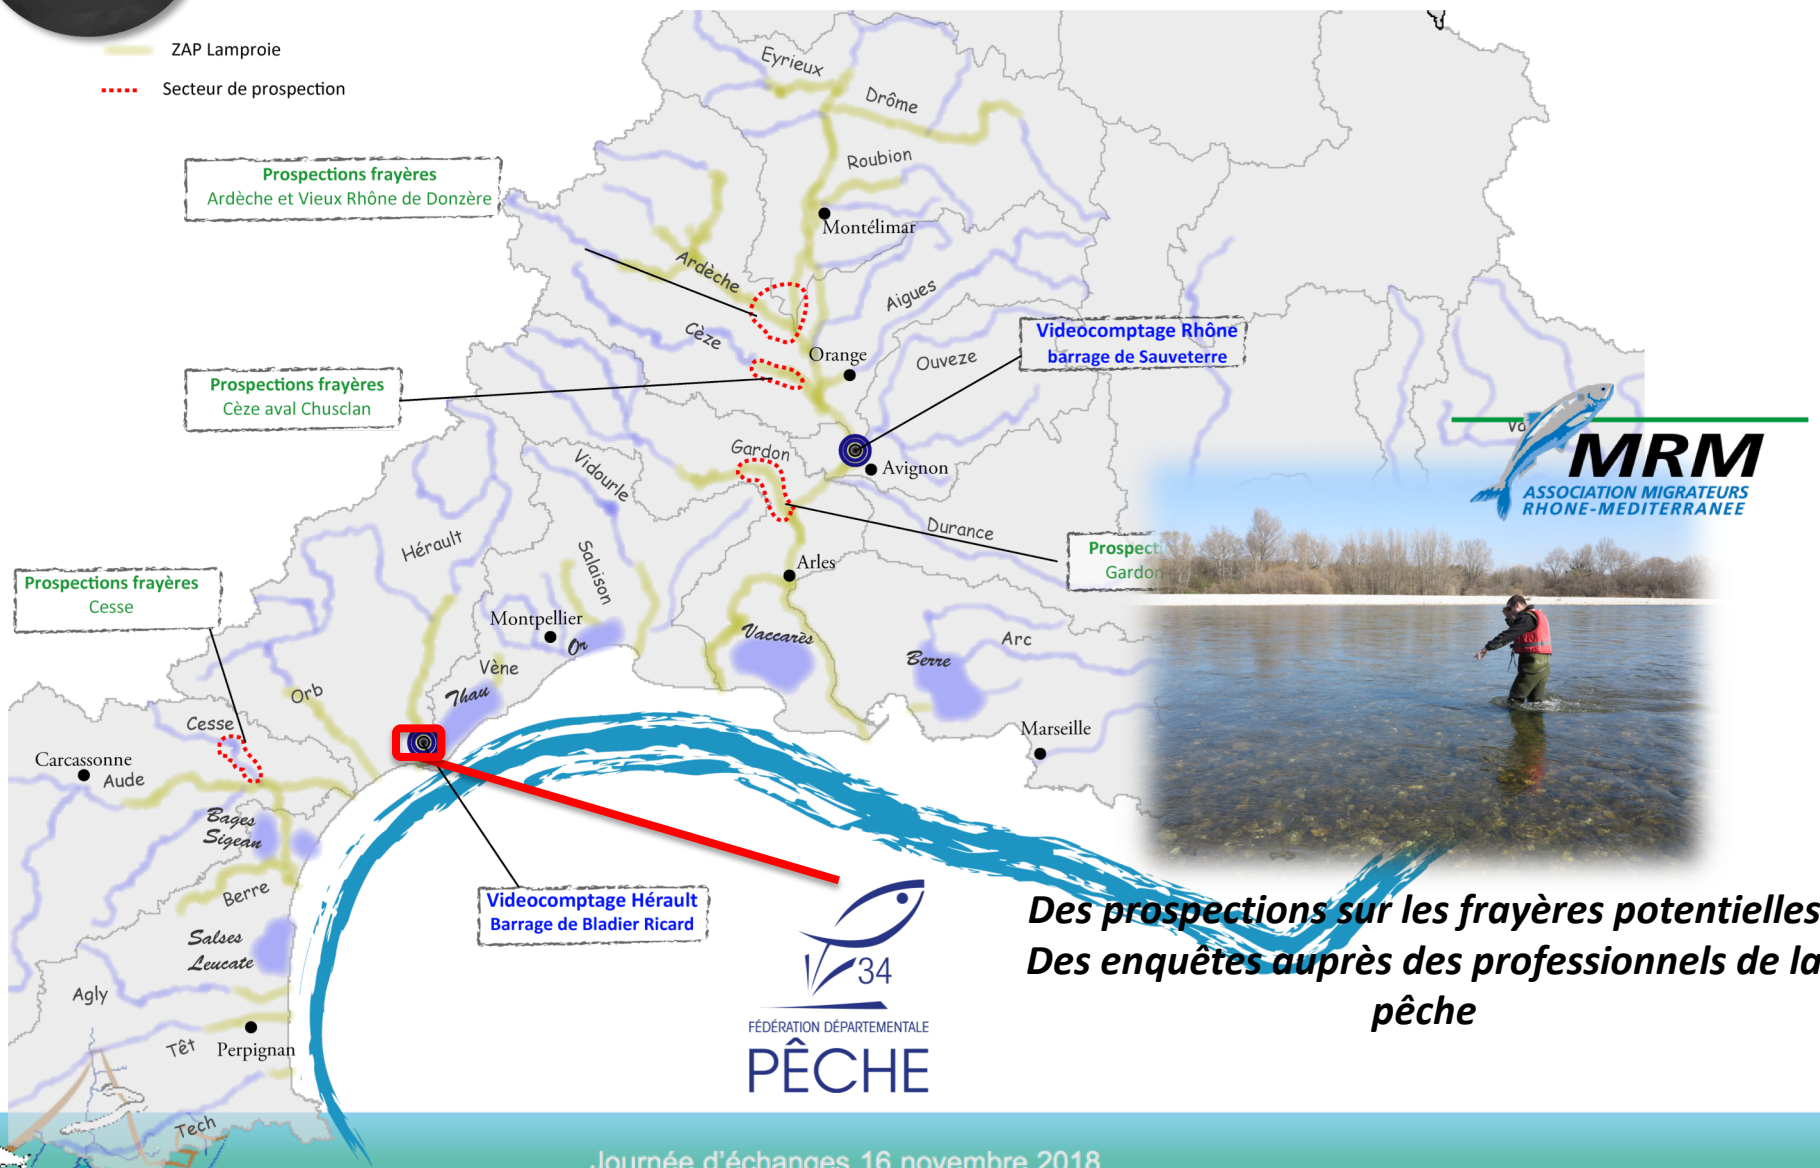 ZAP Lamproie
Secteur de prospection
Eyrieux
Drôme
Roubion
Prospections frayères
Ardèche et Vieux Rhône de Donzère
Montélimar
Ardèche
Aigues
Cèze
Videocomptage Rhône
barrage de Sauveterre
Orange
Ouveze
Prospections frayères
Cèze aval Chusclan
MRM
ASSOCIATION MIGRATEURS
RHONE-MEDITERRANEE
Gardon
Avignon
Vidourle
Durance
Hérault
Salaison
Prospect
Gardon
Arles
Prospections frayères
Cesse
Montpellier
Or
Vaccarès
Arc
Berre
Vène
Thau
Orb
Cesse
Marseille
Carcassonne
Aude
Bages
Sigean
Berre
Videocomptage Hérault
Barrage de Bladier Ricard
Salses
Leucate
34
FÉDÉRATION DÉPARTEMENTALE
PÊCHE
Des prospections sur les frayères potentielles
Des enquêtes auprès des professionnels de la
pêche
Agly
Têt
Perpignan
Tech
Journée d'échanges 16 novembre 2018